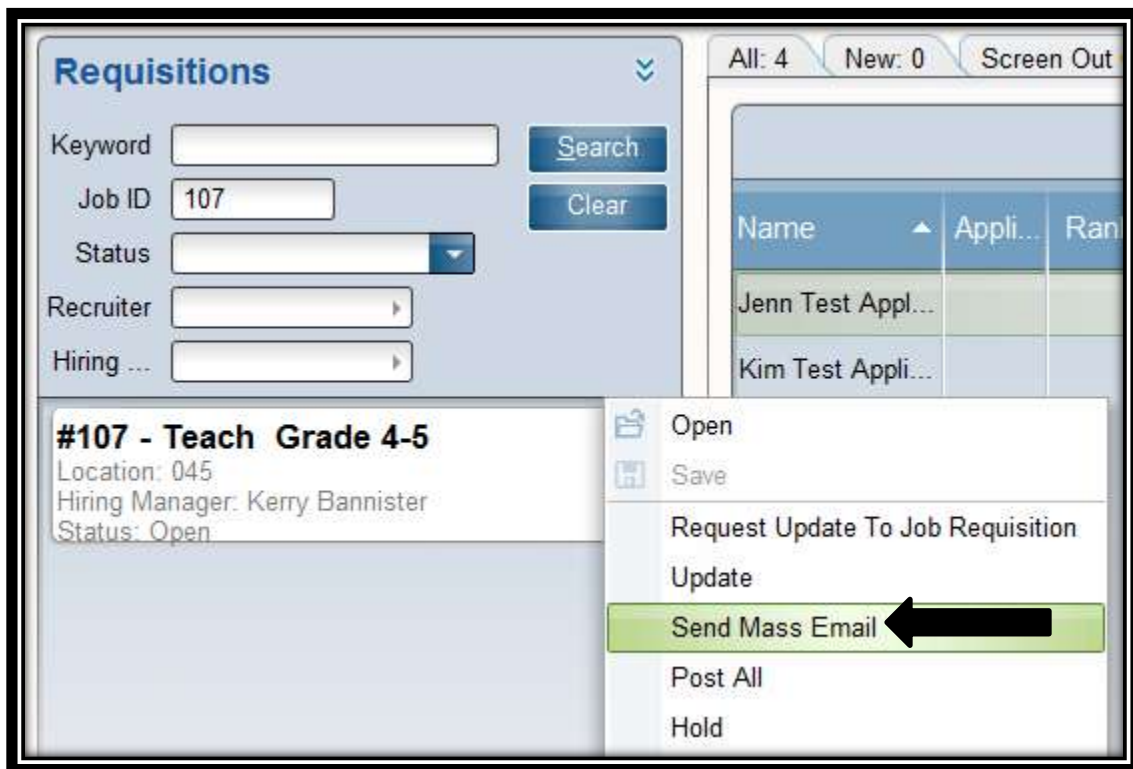 Requisitions
Keyword
Search
Job ID 107
Clear
Status
Recruiter
Hiring ...
#107 - Teach Grade 4-5
Location: 045
Hiring Manager: Kerry Bannister
Status: Open
All: 4 New: 0 Screen Out
Name Appli...
Jenn Test Appl...
Kim Test Appli...
Open
Save
Request Update To Job Requisition
Update
Send Mass Email
Post All
Hold